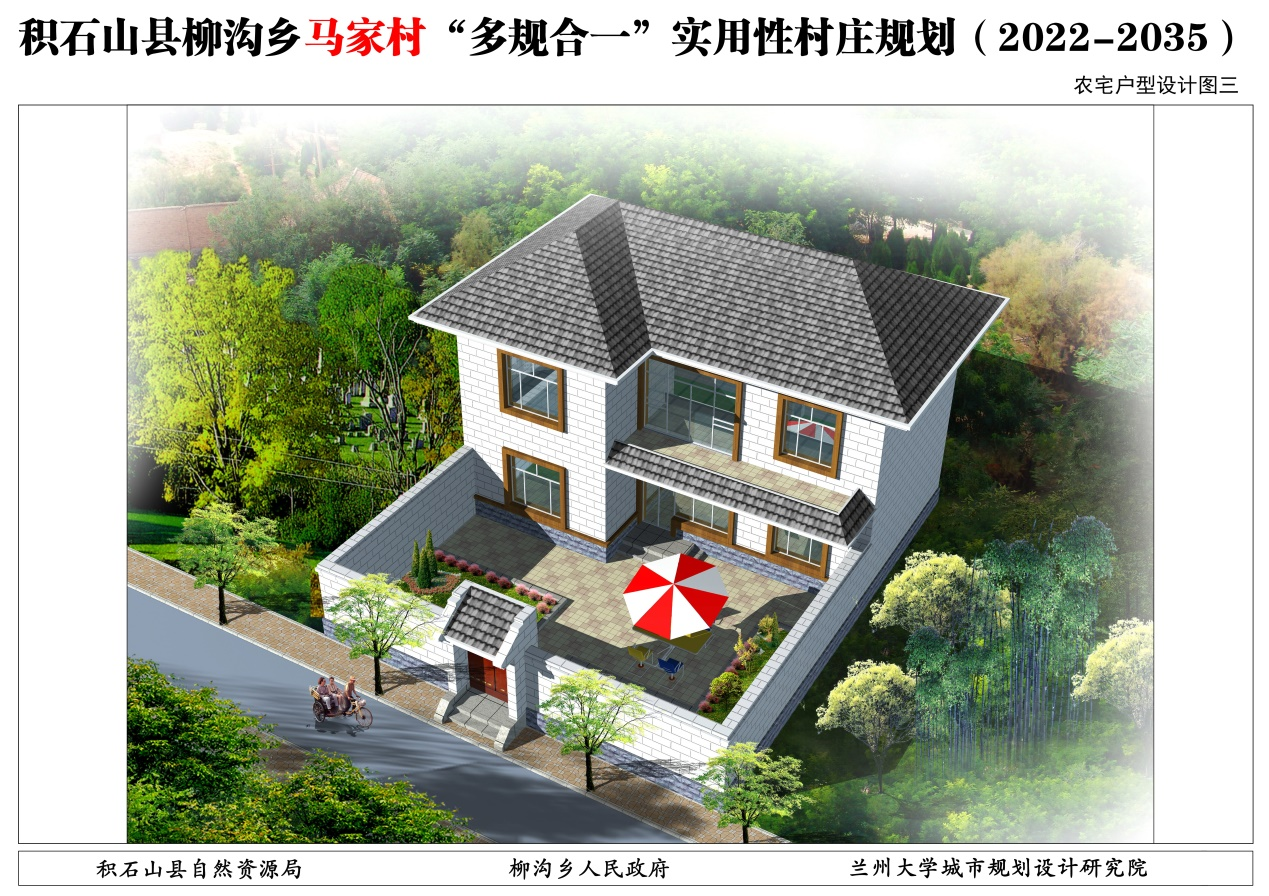 积石山县柳沟乡马家村“多规合一”实用性村庄规划（2022-2035）
农宅户型设计图三
积石山县自然资源局 柳沟乡人民政府 兰州大学城市规划设计研究院